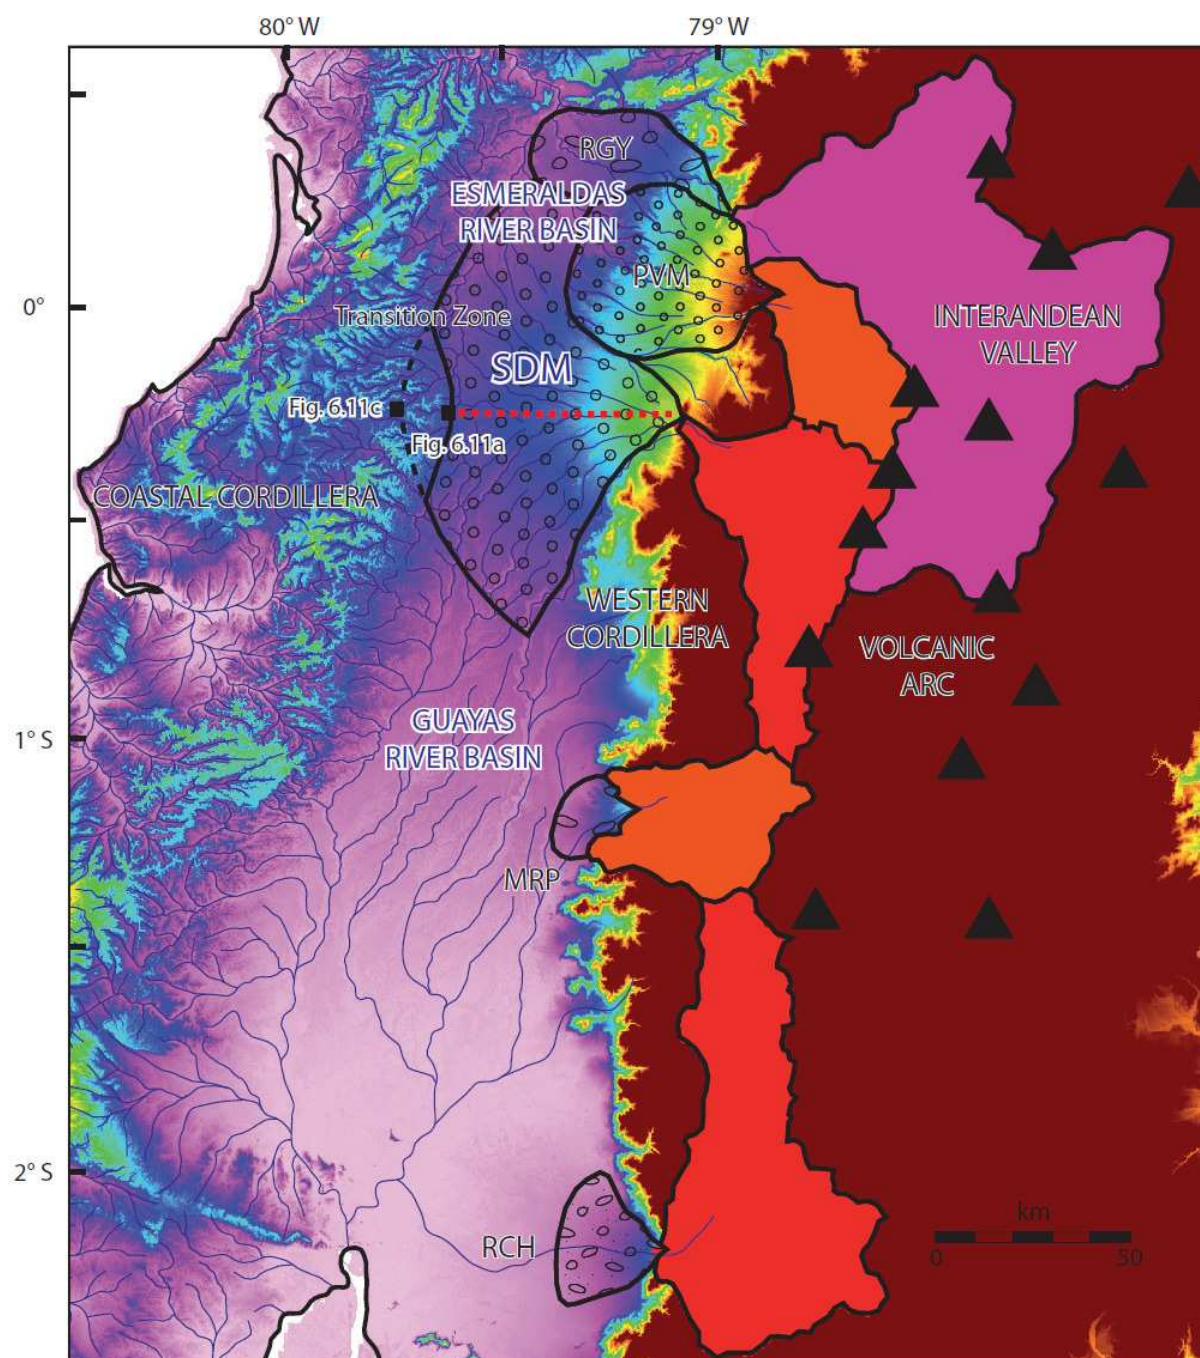 80° W
79° W
RGY
ESMERALDAS
RIVER BASIN
PVM
0°
Transition Zone
INTERANDEAN
VALLEY
SDM
Fig. 6.11c
Fig. 6.11a
COASTAL CORDILLERA
WESTERN
CORDILLERA
VOLCANIC
ARC
GUAYAS
RIVER BASIN
1° S
MRP
2° S
km
RCH
0
50